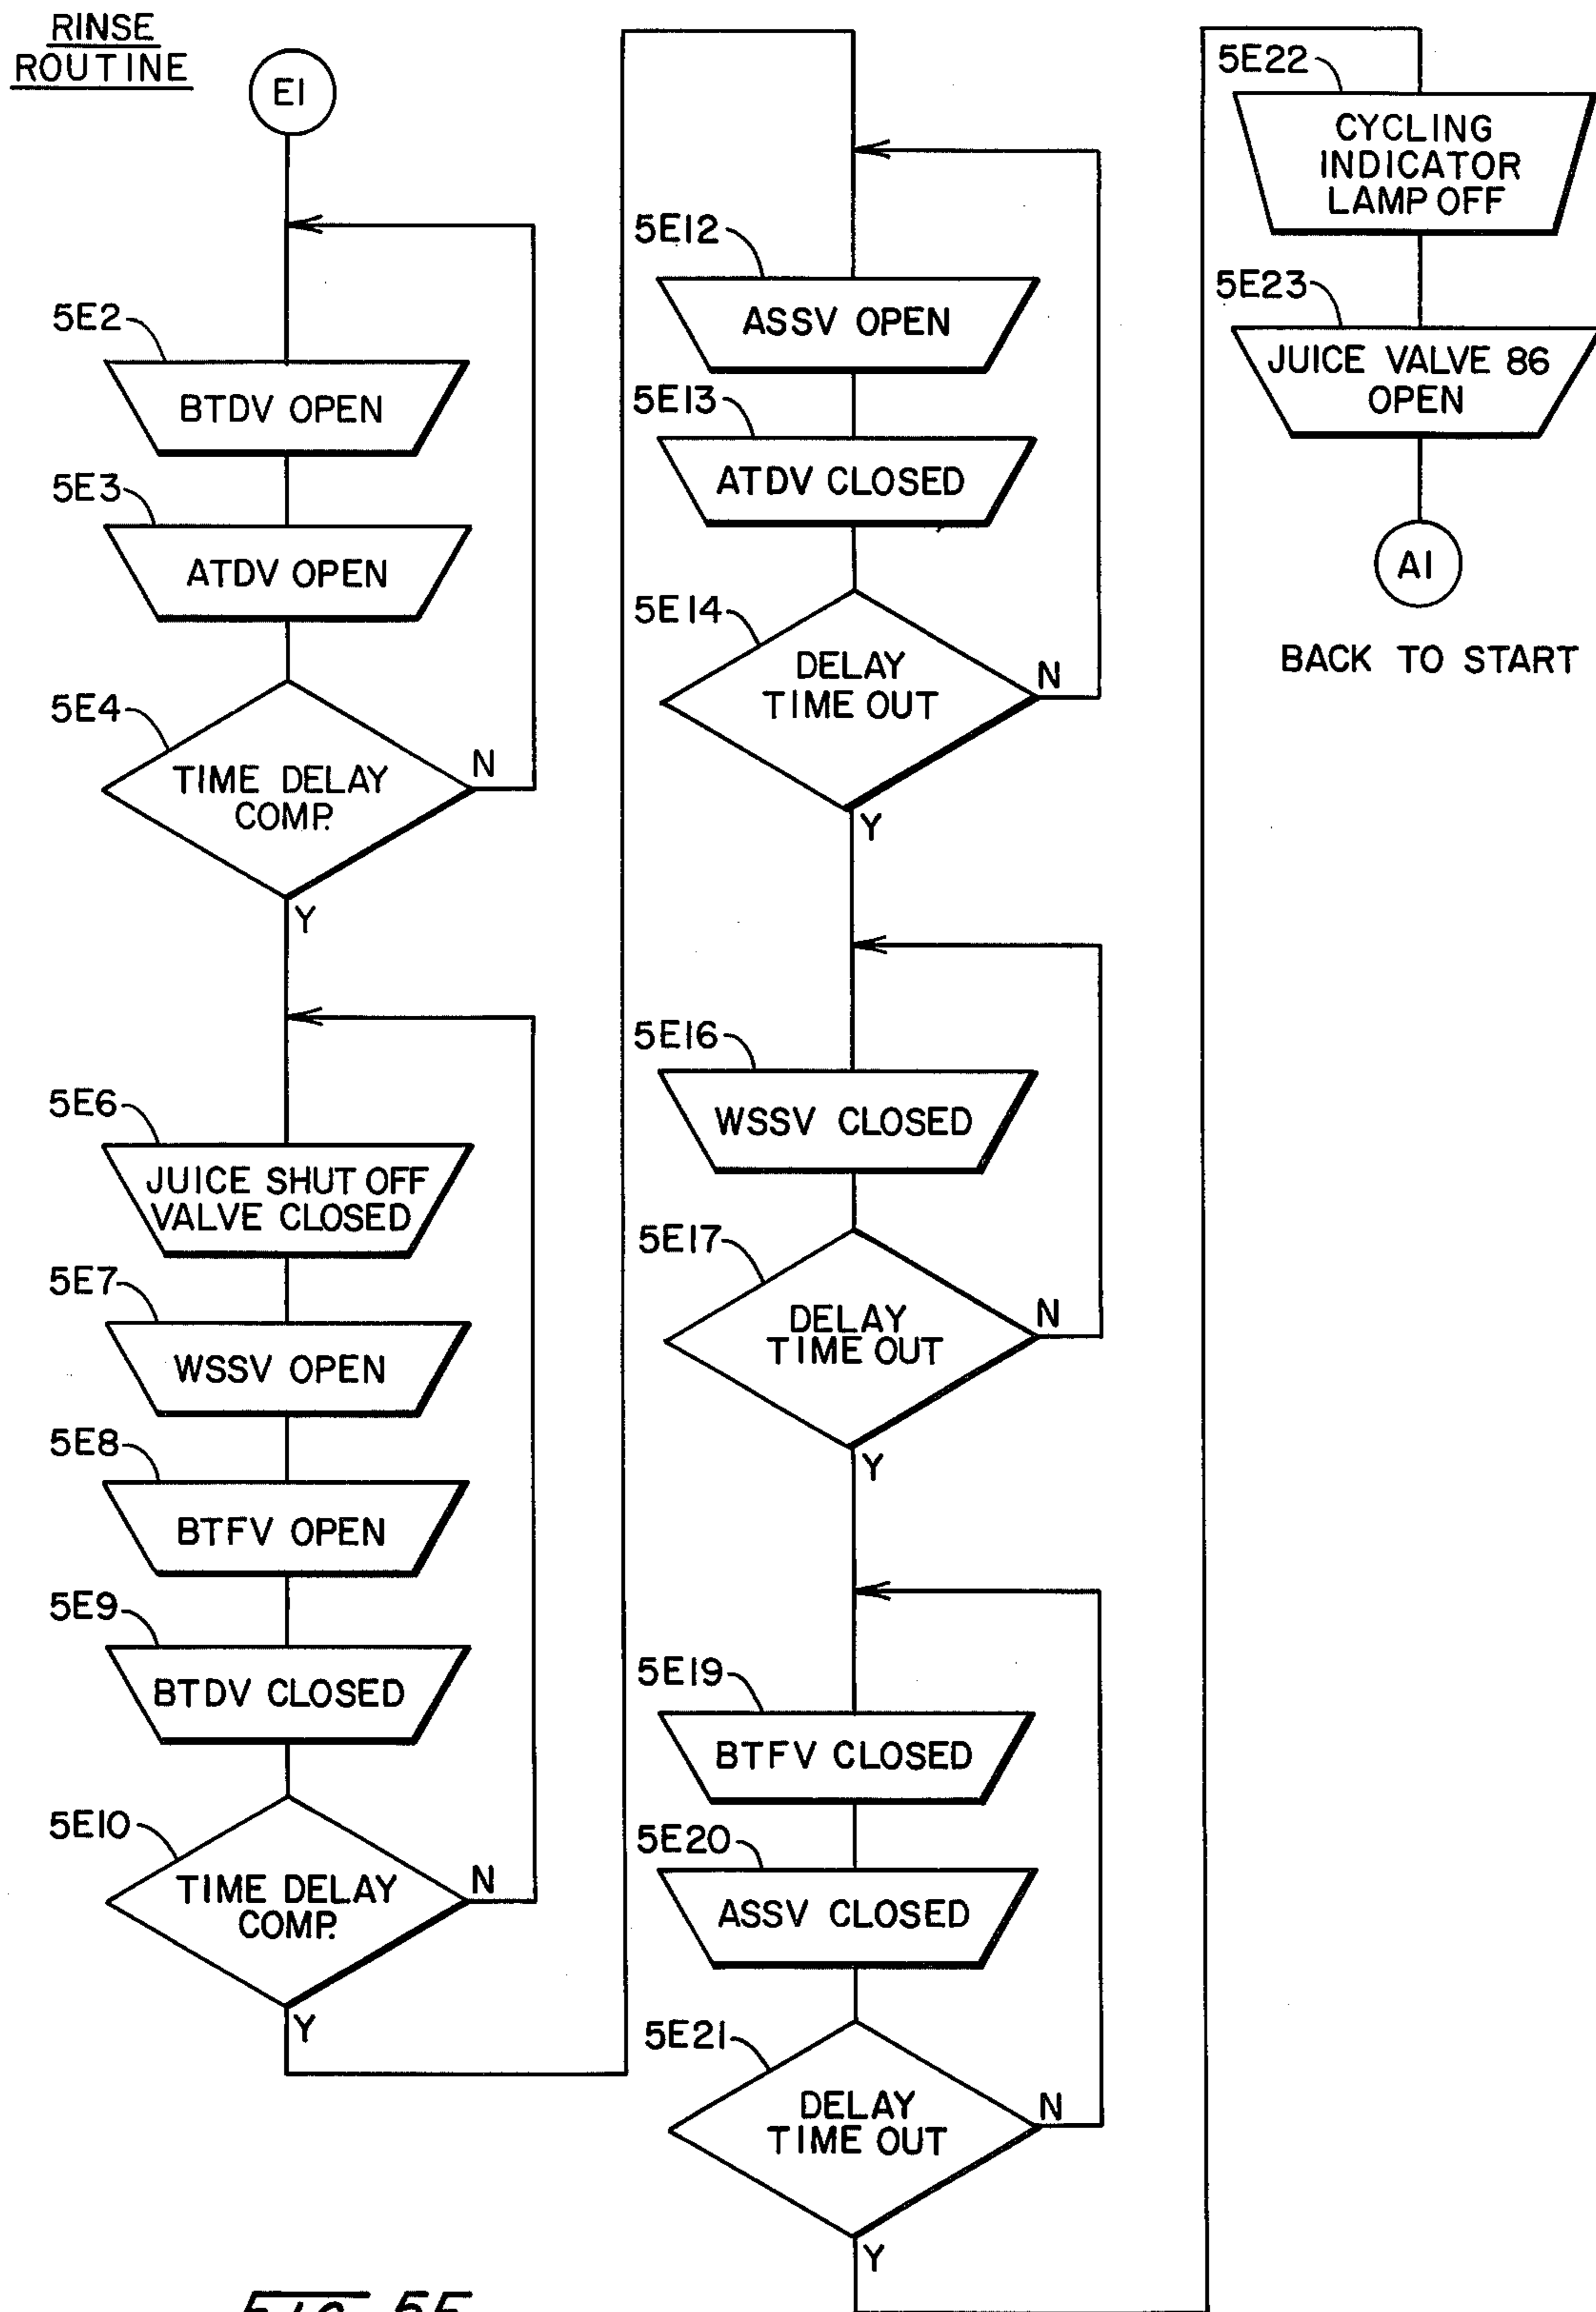 RINSE
ROUTINE
E1
5E2
BTDV OPEN
5E3
ATDV OPEN
5E4
TIME DELAY
COMP.
N
Y
5E6
JUICE SHUT OFF
VALVE CLOSED
5E7
WSSV OPEN
5E8
BTFV OPEN
5E9
BTDV CLOSED
5E10
TIME DELAY
COMP.
N
Y
5E12
ASSV OPEN
5E13
ATDV CLOSED
5E14
DELAY
TIME OUT
N
Y
5E16
WSSV CLOSED
5E17
DELAY
TIME OUT
N
Y
5E19
BTFV CLOSED
5E20
ASSV CLOSED
5E21
DELAY
TIME OUT
N
Y
5E22
CYCLING
INDICATOR
LAMP OFF
5E23
JUICE VALVE 86
OPEN
A1
BACK TO START
FIG 5E